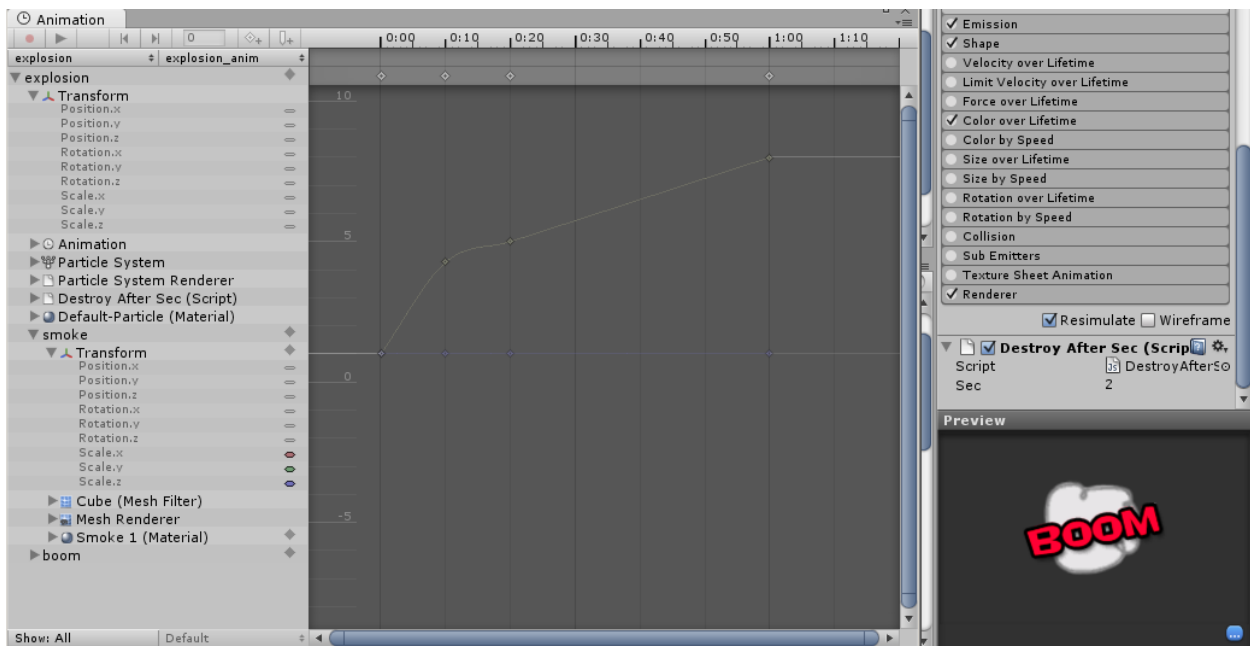 Animation
0
0:00 0:10 0:20 0:30 0:40 0:50 1:00 1:10
explosion explosion_anim
explosion
Transform
Position.x
Position.y
Position.z
Rotation.x
Rotation.y
Rotation.z
Scale.x
Scale.y
Scale.z
Animation
Particle System
Particle System Renderer
Destroy After Sec (Script)
Default-Particle (Material)
smoke
Transform
Position.x
Position.y
Position.z
Rotation.x
Rotation.y
Rotation.z
Scale.x
Scale.y
Scale.z
Cube (Mesh Filter)
Mesh Renderer
Smoke 1 (Material)
boom
Show: All Default
10
5
0
-5
Emission
Shape
Velocity over Lifetime
Limit Velocity over Lifetime
Force over Lifetime
Color over Lifetime
Color by Speed
Size over Lifetime
Size by Speed
Rotation over Lifetime
Rotation by Speed
Collision
Sub Emitters
Texture Sheet Animation
Renderer
Resimulate Wireframe
Destroy After Sec (Scrip
Script JS DestroyAfterS
Sec 2
Preview
BOOM